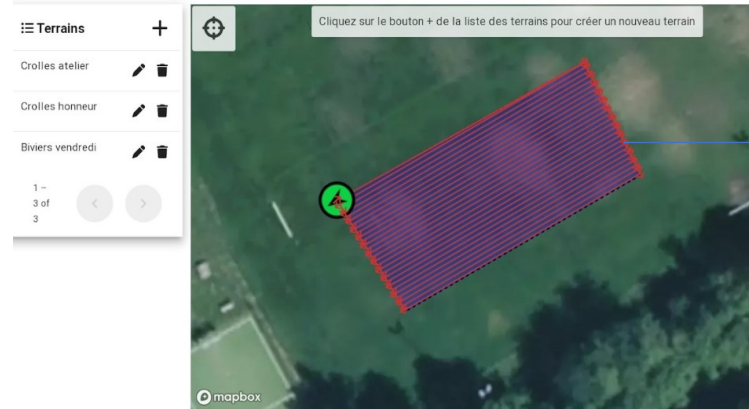 Terrains
Cliquez sur le bouton + de la liste des terrains pour créer un nouveau terrain
Crolles atelier
Crolles honneur
Biviers vendredi
1 –
3 of
3
mapbox